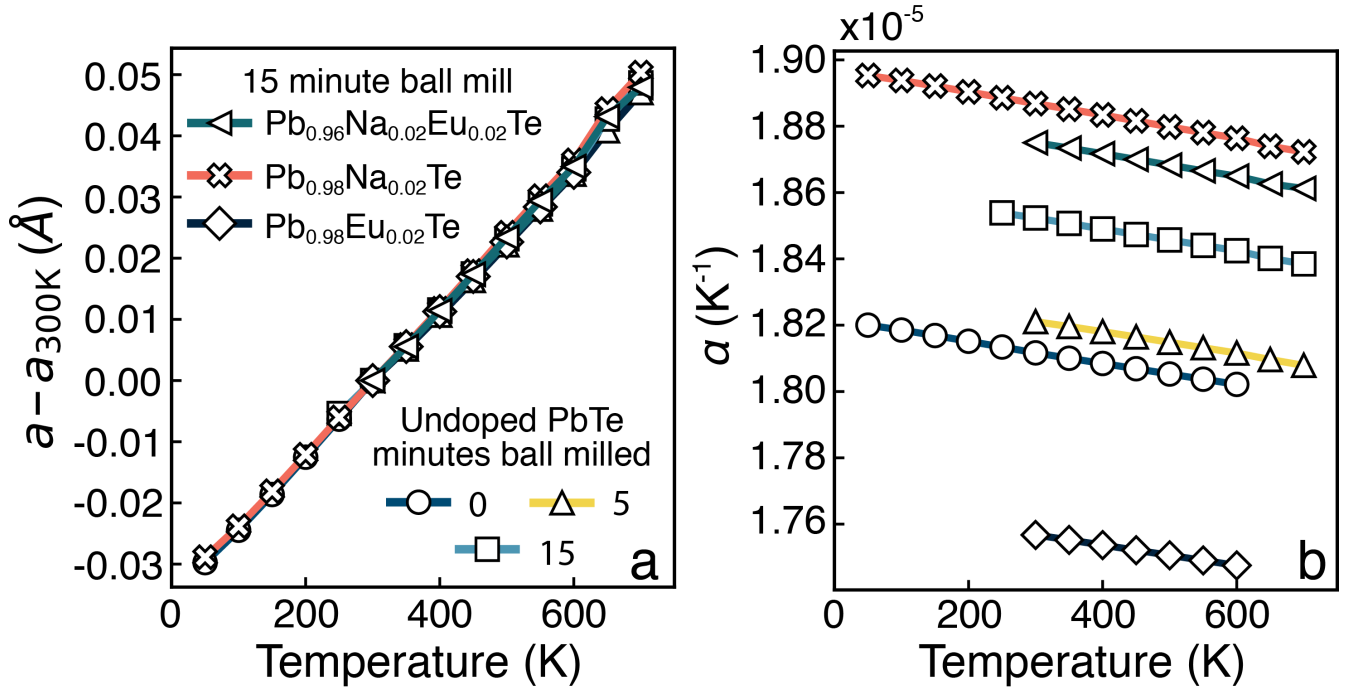 15 minute ball mill
Pb0.96Na0.02Eu0.02Te
Pb0.98Na0.02Te
Pb0.98Eu0.02Te
0.05
0.04
0.03
0.02
0.01
0.00
-0.01
-0.02
-0.03
a − a300K (Å)
Undoped PbTe
minutes ball milled
0
5
15
a
0 200 400 600
Temperature (K)
x10-5
1.90
1.88
1.86
1.84
1.82
1.80
1.78
1.76
α (K-1)
b
0 200 400 600
Temperature (K)